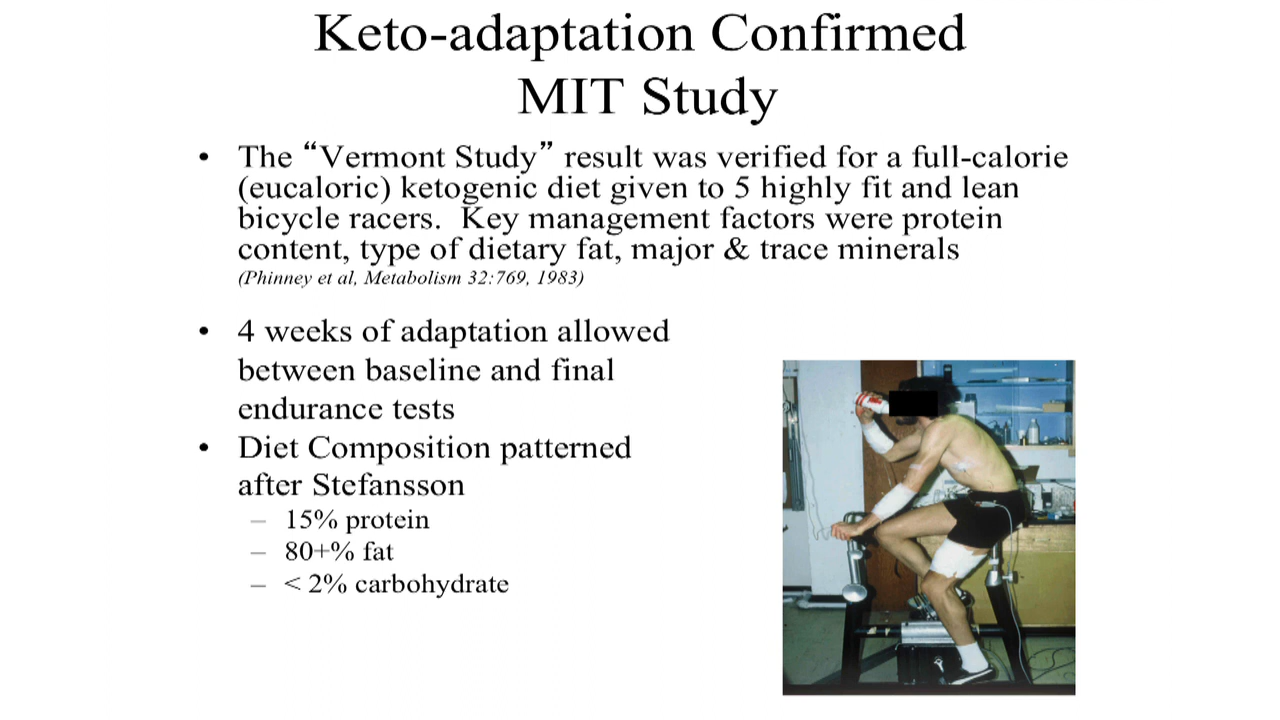 Keto-adaptation Confirmed
MIT Study
• The “Vermont Study” result was verified for a full-calorie
(eucaloric) ketogenic diet given to 5 highly fit and lean
bicycle racers.  Key management factors were protein
content, type of dietary fat, major & trace minerals
(Phinney et al, Metabolism 32:769, 1983)
• 4 weeks of adaptation allowed
between baseline and final
endurance tests
• Diet Composition patterned
after Stefansson
– 15% protein
– 80+% fat
– < 2% carbohydrate